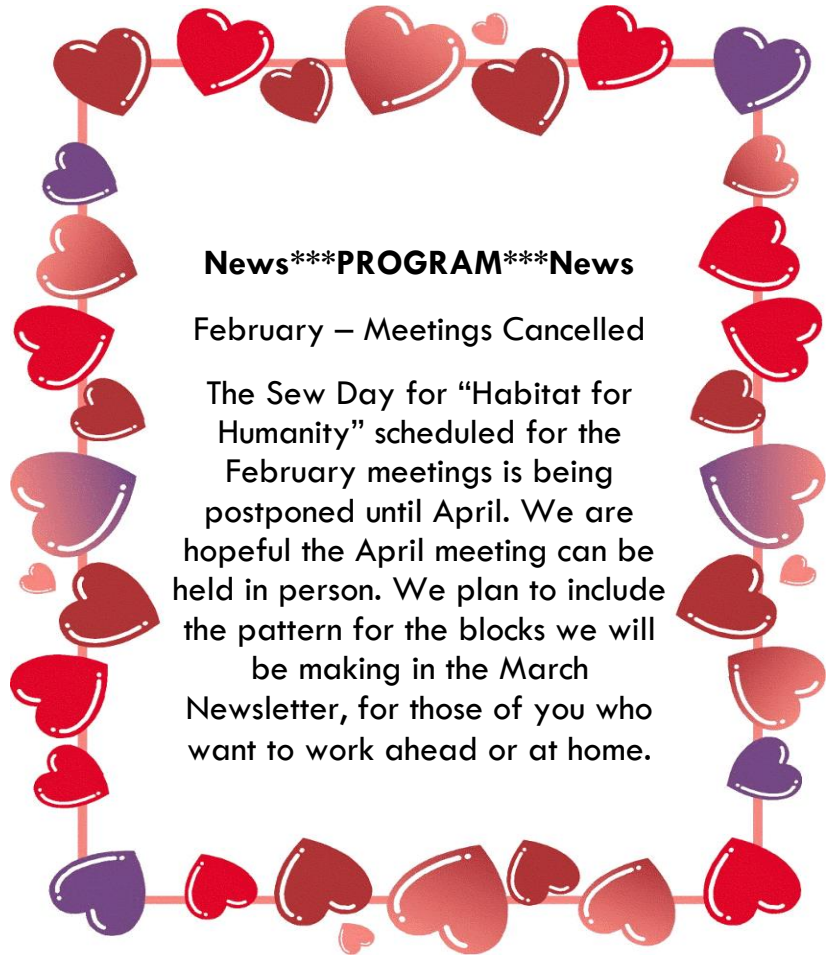 News***PROGRAM***News
February – Meetings Cancelled
The Sew Day for “Habitat for
Humanity” scheduled for the
February meetings is being
postponed until April. We are
hopeful the April meeting can be
held in person. We plan to include
the pattern for the blocks we will
be making in the March
Newsletter, for those of you who
want to work ahead or at home.